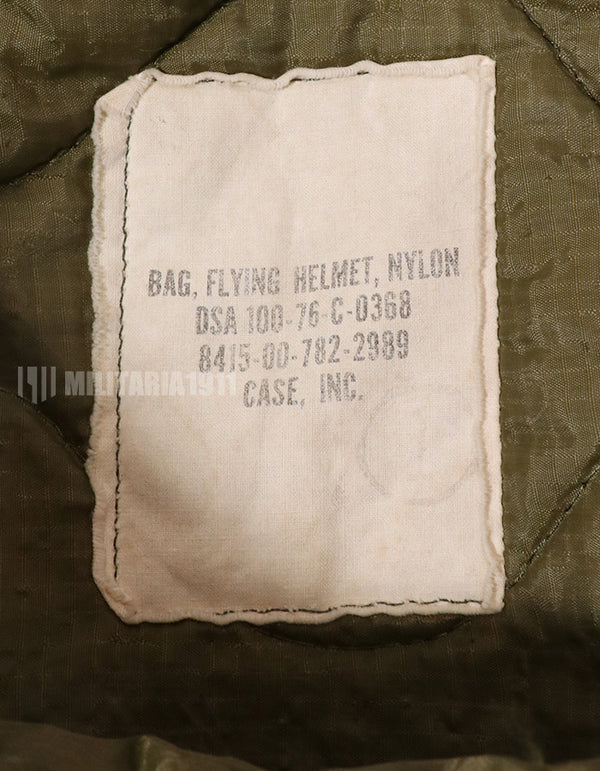 BAG, FLYING HELMET, NYLON
DSA 100-76-C-0368
8415-00-782-2989
CASE, INC.
MILITARIA1911